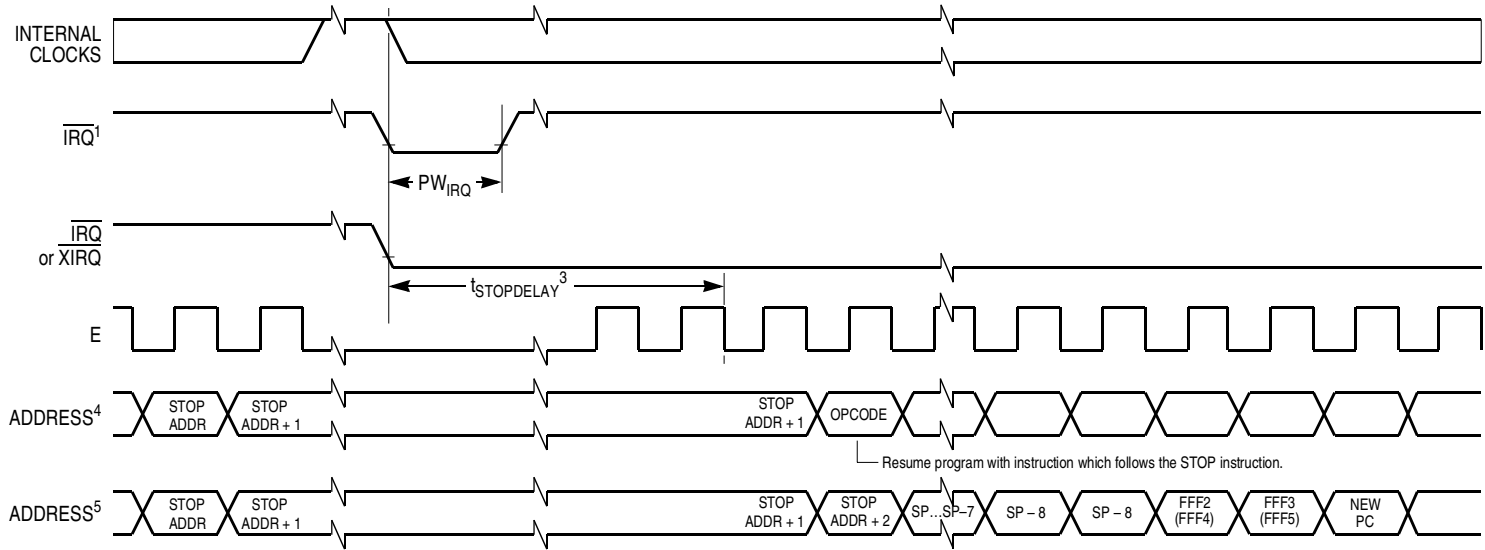 INTERNAL
CLOCKS
IRQ¹
PW_IRQ
IRQ
or XIRQ
t_STOPDELAY³
E
ADDRESS⁴
STOP
ADDR
STOP
ADDR + 1
STOP
ADDR + 1
OPCODE
Resume program with instruction which follows the STOP instruction.
ADDRESS⁵
STOP
ADDR
STOP
ADDR + 1
STOP
ADDR + 1
STOP
ADDR + 2
SP…SP–7
SP – 8
SP – 8
FFF2
(FFF4)
FFF3
(FFF5)
NEW
PC